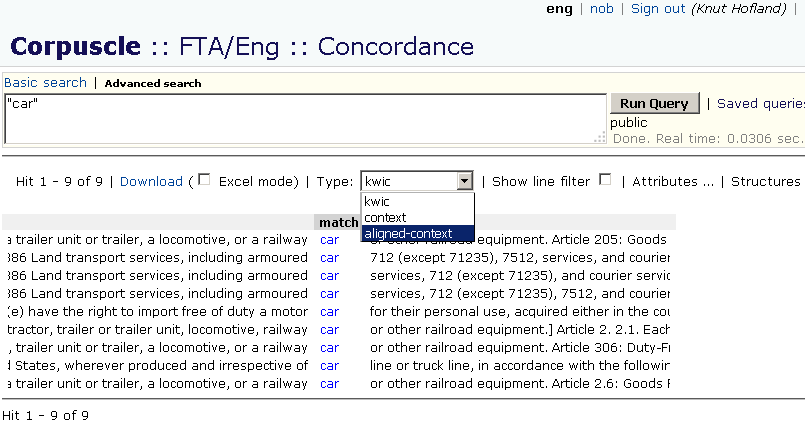 eng | nob | Sign out (Knut Hofland) |
Corpuscle :: FTA/Eng :: Concordance
Basic search | Advanced search
"car"
Run Query | Saved querie
public
Done. Real time: 0.0306 sec.
Hit 1 - 9 of 9 | Download ( Excel mode) | Type: kwic | Show line filter | Attributes ... | Structures
kwic
context
aligned-context
match
a trailer unit or trailer, a locomotive, or a railway car or other railroad equipment. Article 205: Goods
886 Land transport services, including armoured car 712 (except 71235), 7512, services, and courier
886 Land transport services, including armoured car services, 712 (except 71235), and courier servic
886 Land transport services, including armoured car services, 712 (except 71235), 7512, and courier
(e) have the right to import free of duty a motor car for their personal use, acquired either in the cou
tractor, trailer or trailer unit, locomotive, railway car or other railroad equipment.] Article 2. 2.1. Each
, trailer unit or trailer, a locomotive, or a railway car or other railroad equipment. Article 306: Duty-Fr
d States, wherever produced and irrespective of car line or truck line, in accordance with the followin
a trailer unit or trailer, a locomotive, or a railway car or other railroad equipment. Article 2.6: Goods R
Hit 1 - 9 of 9